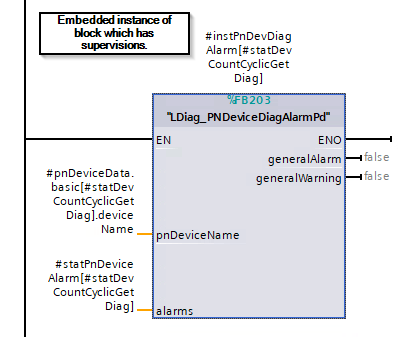 Embedded instance of
block which has
supervisions.
#instPnDevDiag
Alarm[#statDev
CountCyclicGet
Diag]
%FB203
"LDiag_PNDeviceDiagAlarmPd"
EN
ENO
generalAlarm
false
generalWarning
false
#pnDeviceData.
basic[#statDev
CountCyclicGet
Diag].device
Name
pnDeviceName
#statPnDevice
Alarm[#statDev
CountCyclicGet
Diag]
alarms